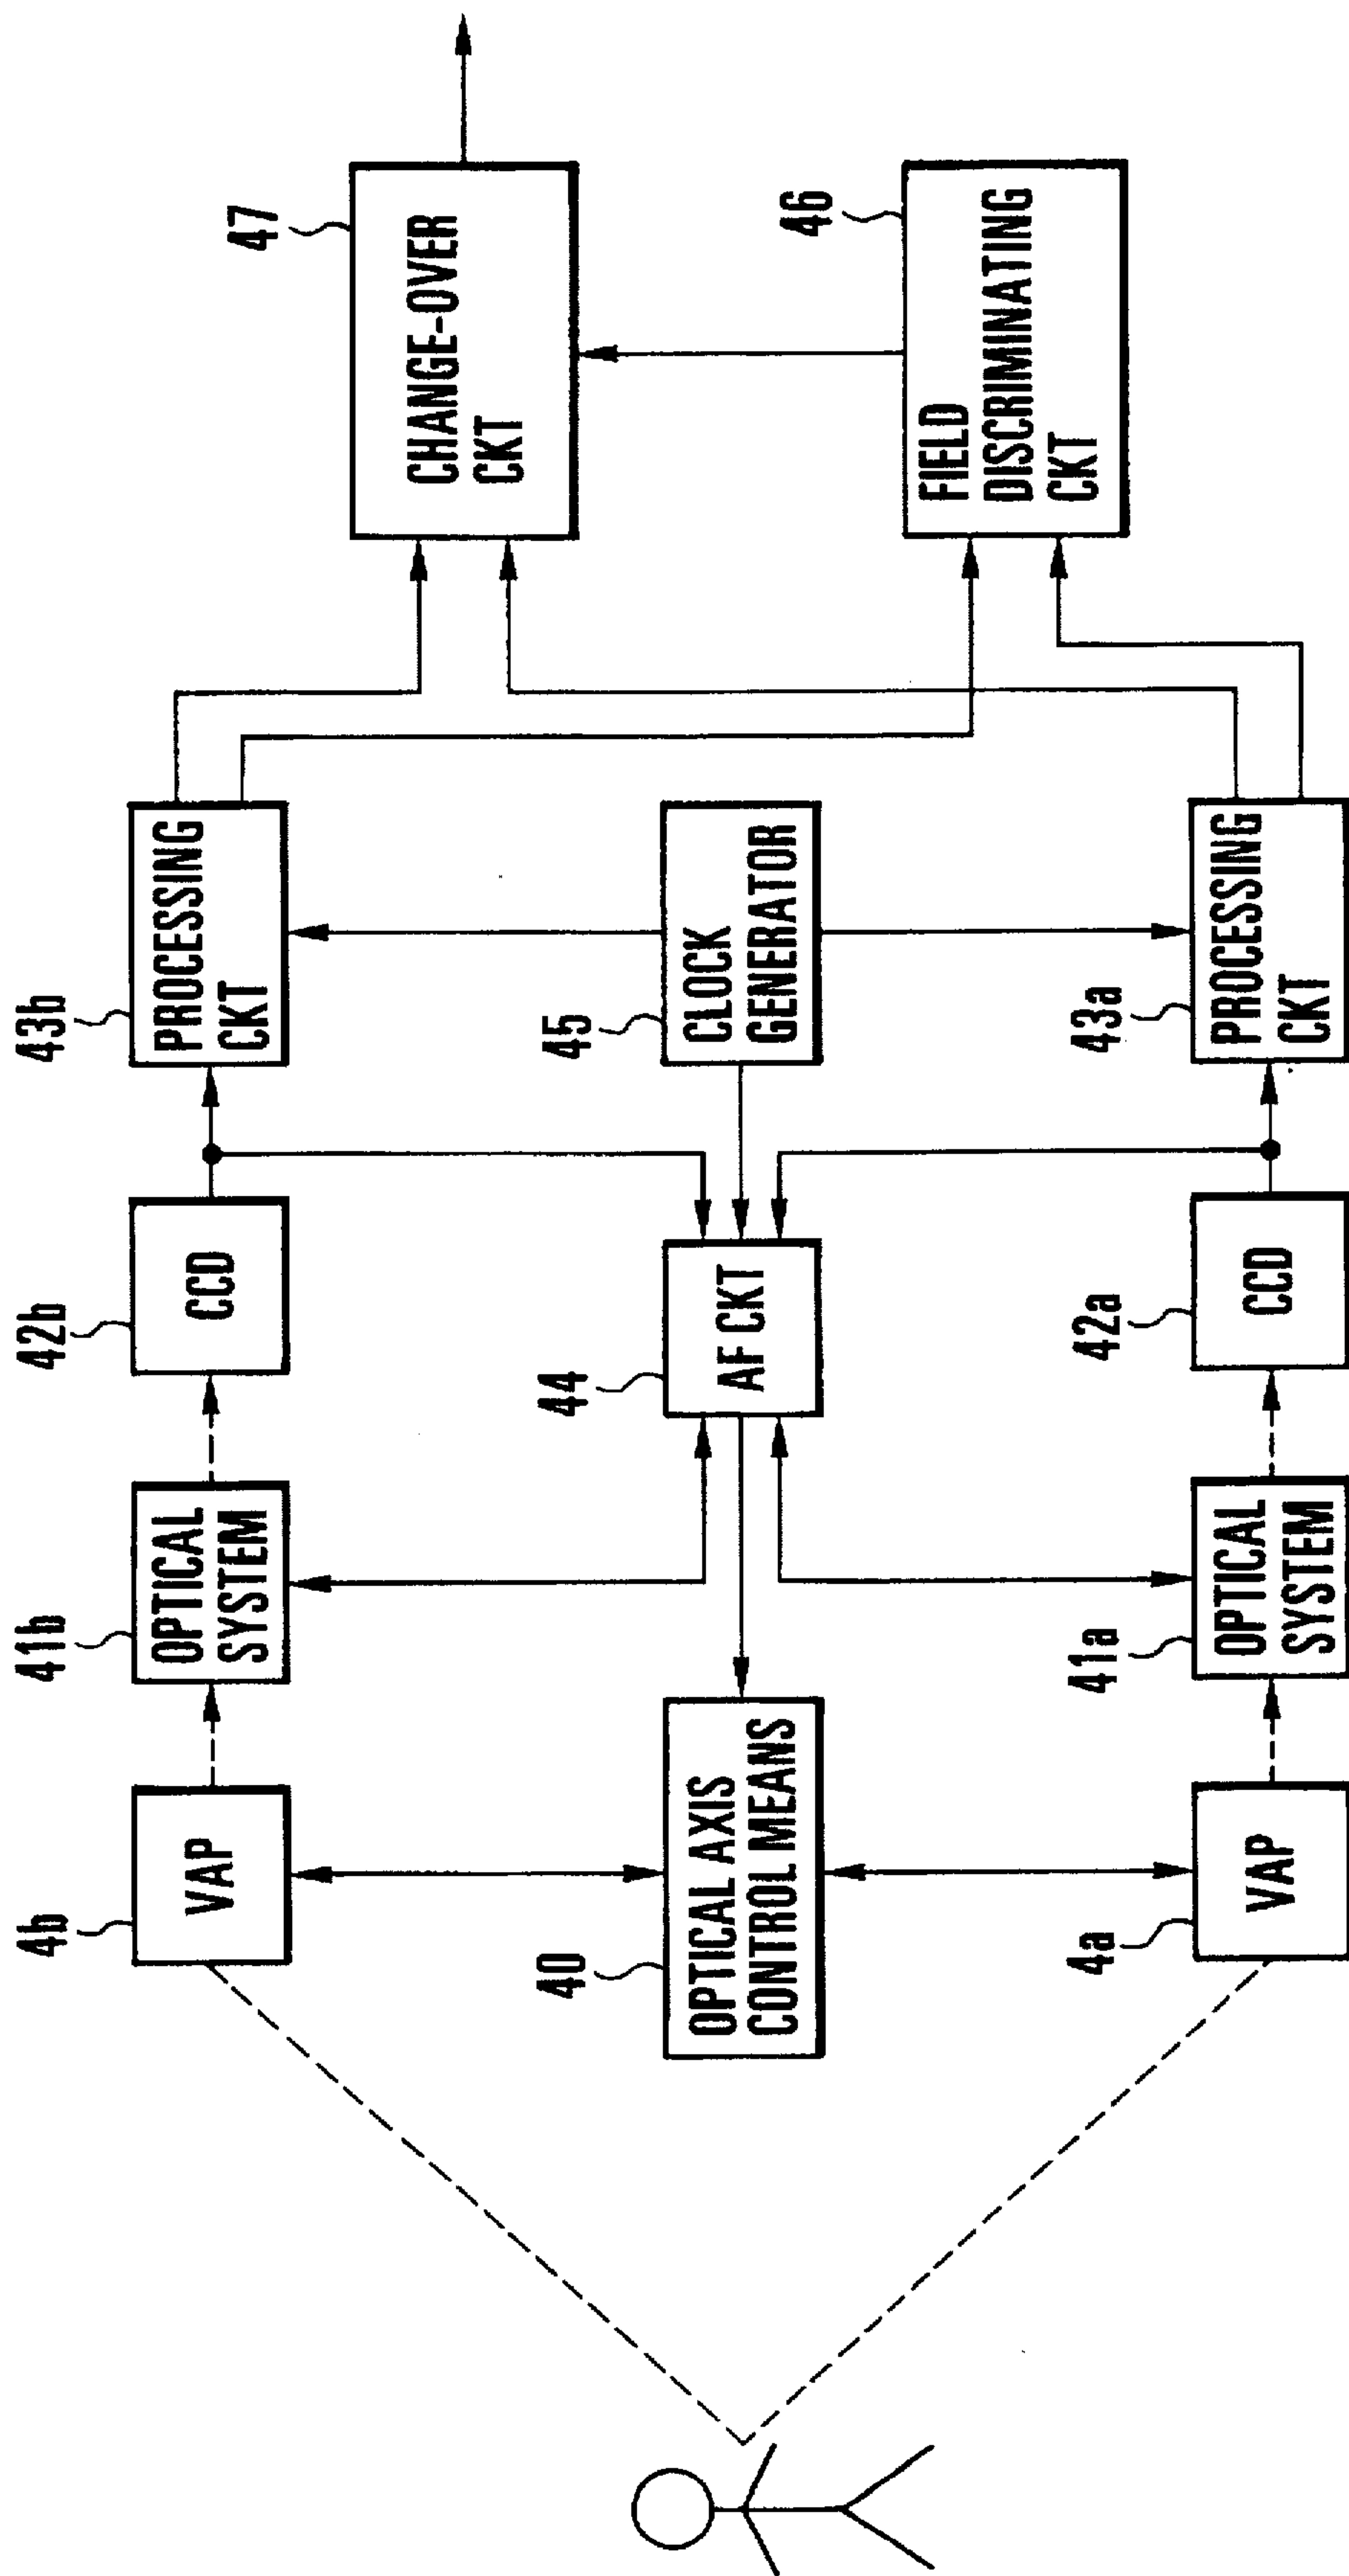 4b
VAP
41b
OPTICAL
SYSTEM
42b
CCD
43b
PROCESSING
CKT
47
CHANGE-OVER
CKT
40
OPTICAL AXIS
CONTROL MEANS
44
AF CKT
45
CLOCK
GENERATOR
46
FIELD
DISCRIMINATING
CKT
4a
VAP
41a
OPTICAL
SYSTEM
42a
CCD
43a
PROCESSING
CKT